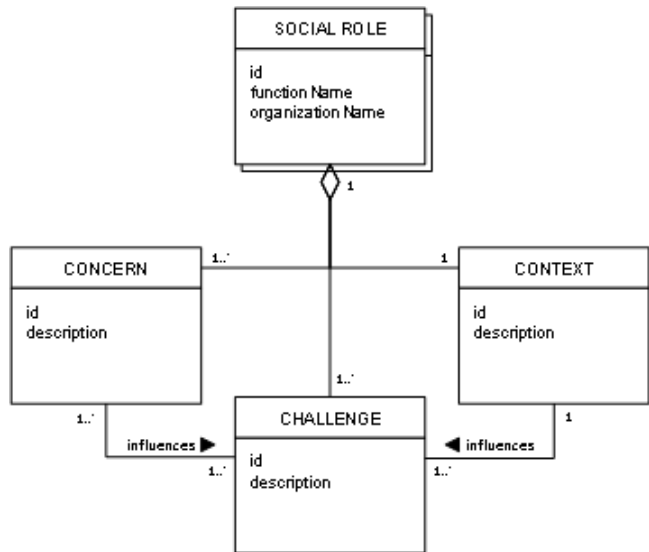 SOCIAL ROLE
id
function Name
organization Name
1
1..*
1
CONCERN
id
description
CONTEXT
id
description
1..*
1..*
1
influences
influences
1..*
1..*
CHALLENGE
id
description